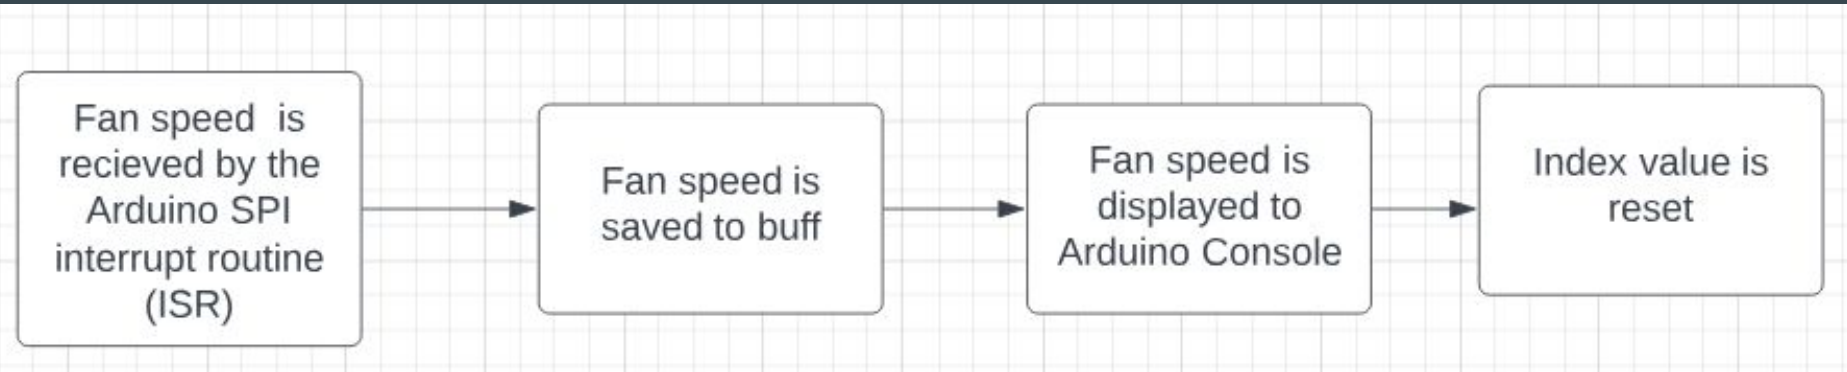 Fan speed  is
recieved by the
Arduino SPI
interrupt routine
(ISR)
Fan speed is
saved to buff
Fan speed is
displayed to
Arduino Console
Index value is
reset